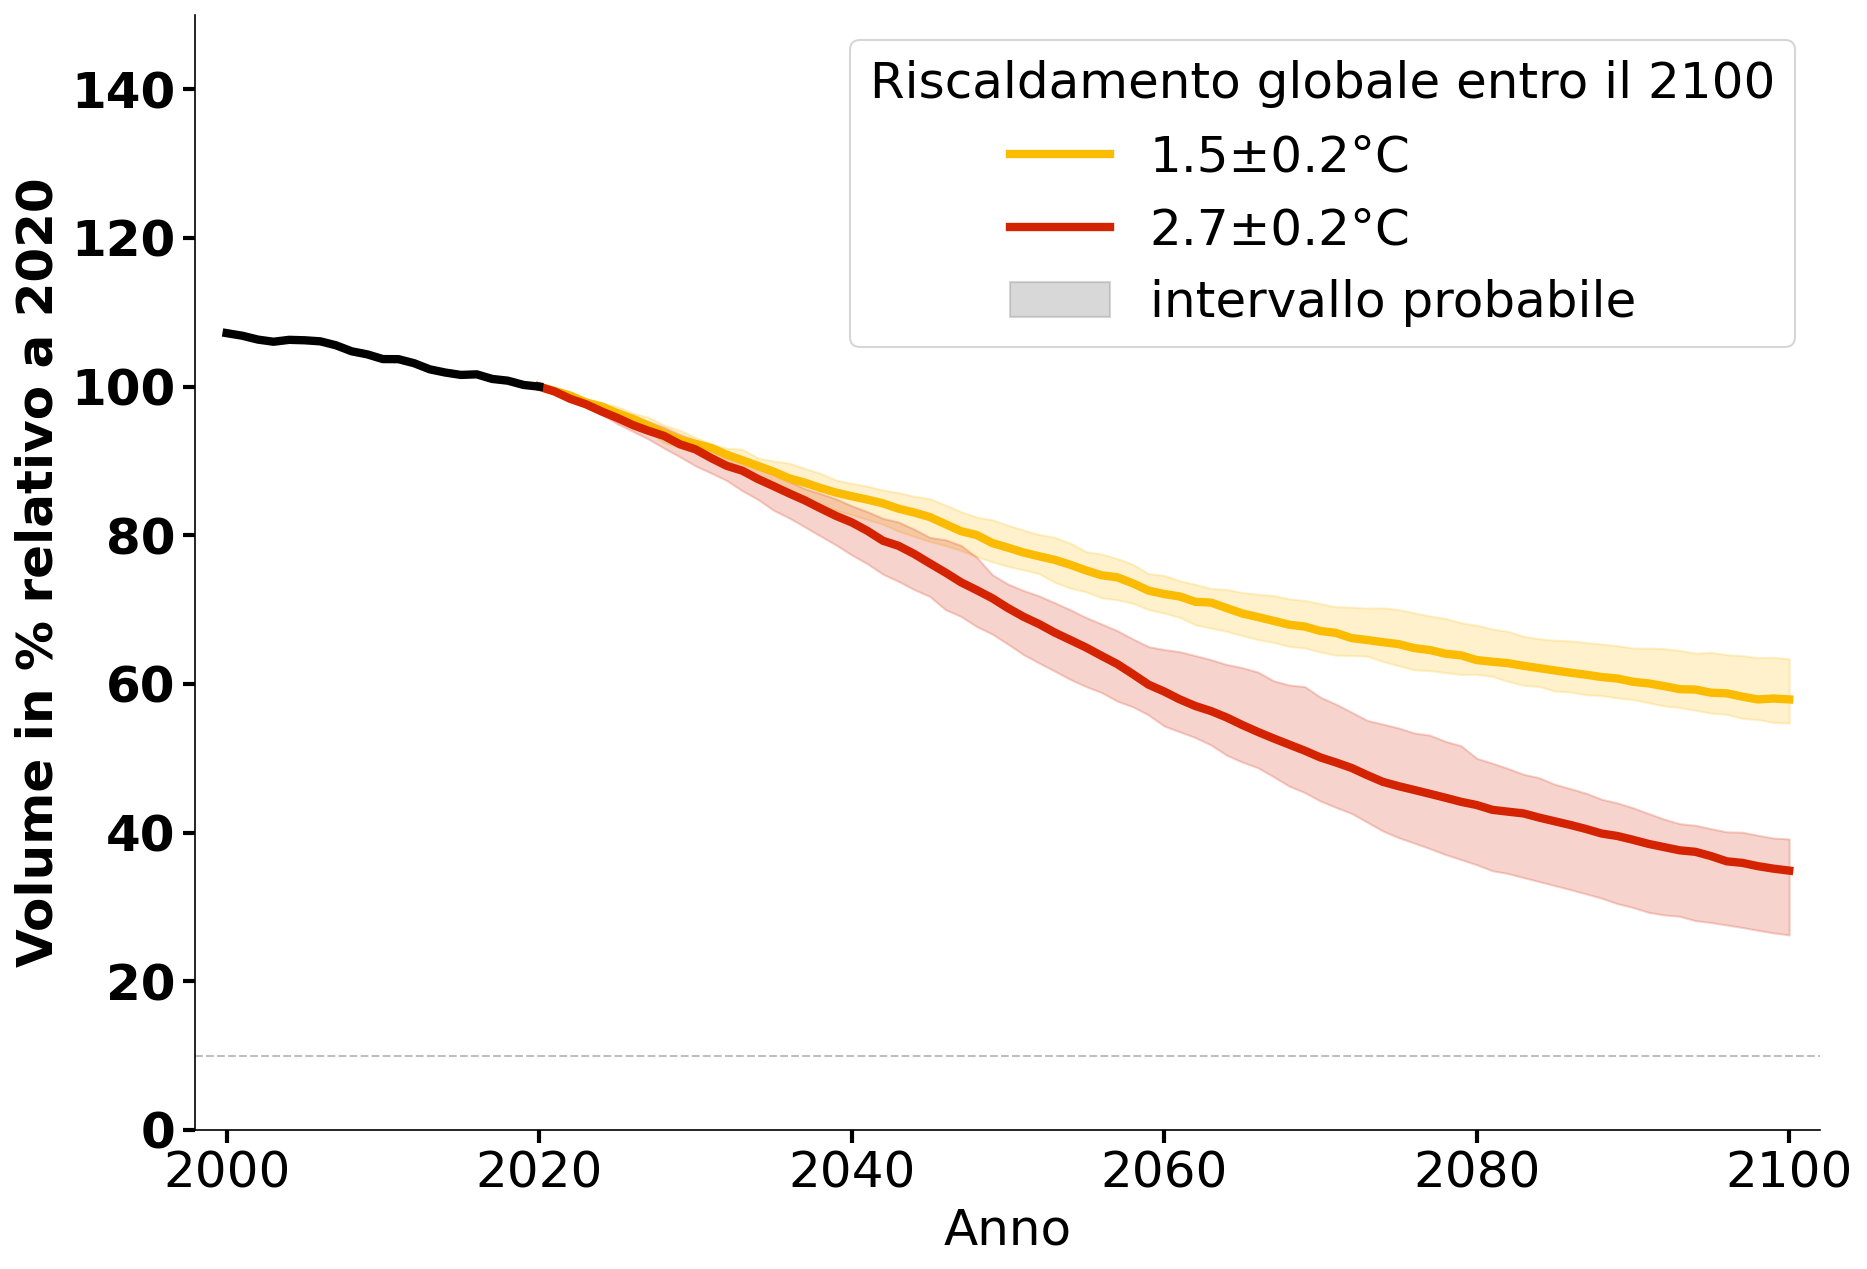 Riscaldamento globale entro il 2100
1.5±0.2°C
2.7±0.2°C
intervallo probabile
Volume in % relativo a 2020
140
120
100
80
60
40
20
0
2000 2020 2040 2060 2080 2100
Anno